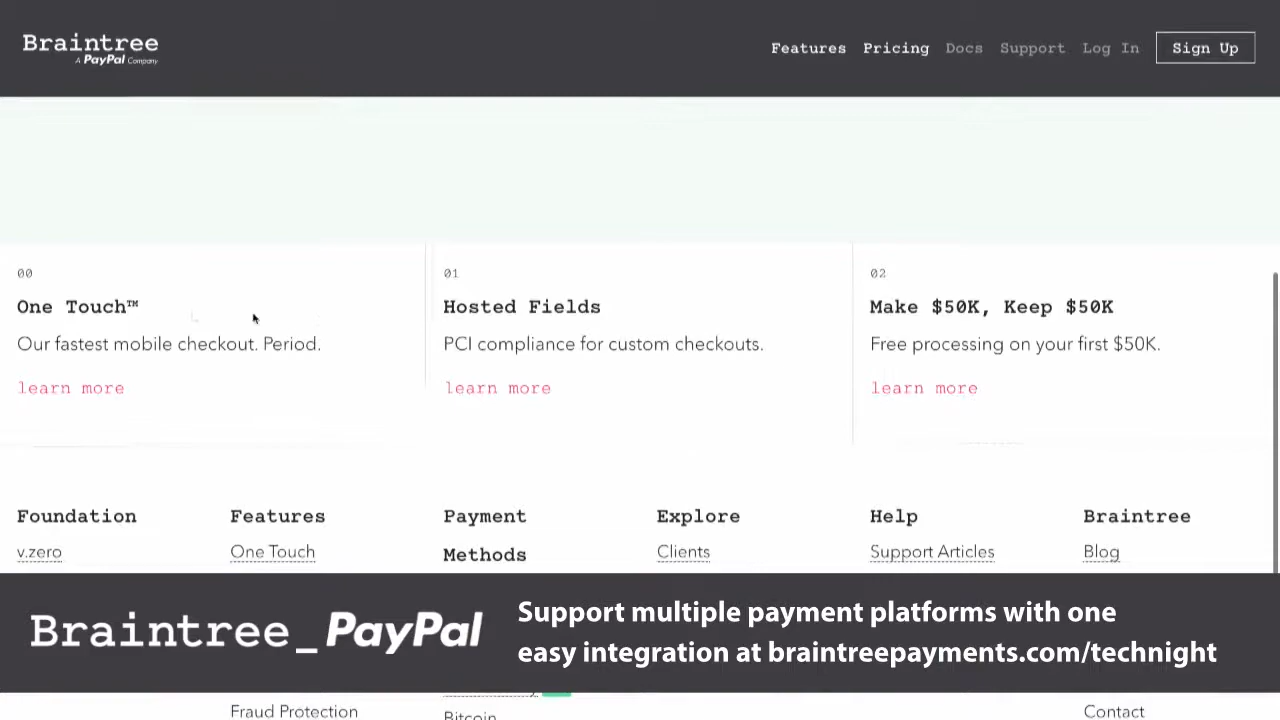 Braintree
A PayPal Company
Features Pricing Docs Support Log In Sign Up
00
One Touch™
Our fastest mobile checkout. Period.
learn more
01
Hosted Fields
PCI compliance for custom checkouts.
learn more
02
Make $50K, Keep $50K
Free processing on your first $50K.
learn more
Foundation
v.zero
Features
One Touch
Payment
Methods
Explore
Clients
Help
Support Articles
Braintree
Blog
Braintree_PayPal
Support multiple payment platforms with one
easy integration at braintreepayments.com/technight
Fraud Protection
Bitcoin
Contact